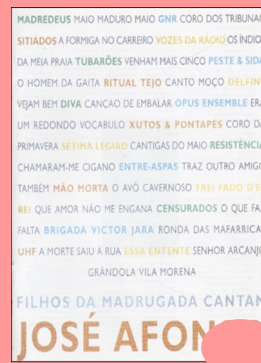 MADREDEUS MAIO MADURO MAIO GNR CORO DOS TRIBUNAI
SITIADOS A FORMIGA NO CARREIRO VOZES DA RÁDIO OS ÍNDIO
DA MEIA PRAIA TUBARÕES VENHAM MAIS CINCO PESTE & SIDA
O HOMEM DA GAITA RITUAL TEJO CANTO MOÇO DELFIN
VEJAM BEM DIVA CANÇÃO DE EMBALAR OPUS ENSEMBLE ERA
UM REDONDO VOCÁBULO XUTOS & PONTAPÉS CORO DA
PRIMAVERA SÉTIMA LEGIÃO CANTIGAS DO MAIO RESISTÊNCIA
CHAMARAM-ME CIGANO ENTRE-ASPAS TRAZ OUTRO AMIGO
TAMBÉM MÃO MORTA O AVÔ CAVERNOSO FREI FADO D'E
REI QUE AMOR NÃO ME ENGANA CENSURADOS O QUE FA
FALTA BRIGADA VICTOR JARA RONDA DAS MAFARRICA
UHF A MORTE SAIU À RUA ESSA ENTENTE SENHOR ARCANJO
GRÂNDOLA VILA MORENA
FILHOS DA MADRUGADA CANTAM
JOSÉ AFON